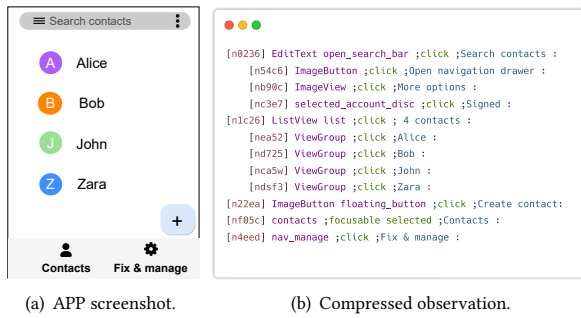 Search contacts
A Alice
B Bob
J John
Z Zara
+
Contacts Fix & manage
(a) APP screenshot.
[n0236] EditText open_search_bar ;click ;Search contacts :
[n54c6] ImageButton ;click ;Open navigation drawer :
[nb90c] ImageView ;click ;More options :
[nc3e7] selected_account_disc ;click ;Signed :
[n1c26] ListView list ;click ; 4 contacts :
[nea52] ViewGroup ;click ;Alice :
[nd725] ViewGroup ;click ;Bob :
[nca5w] ViewGroup ;click ;John :
[ndsf3] ViewGroup ;click ;Zara :
[n22ea] ImageButton floating_button ;click ;Create contact:
[nf05c] contacts ;focusable selected ;Contacts :
[n4eed] nav_manage ;click ;Fix & manage :
(b) Compressed observation.